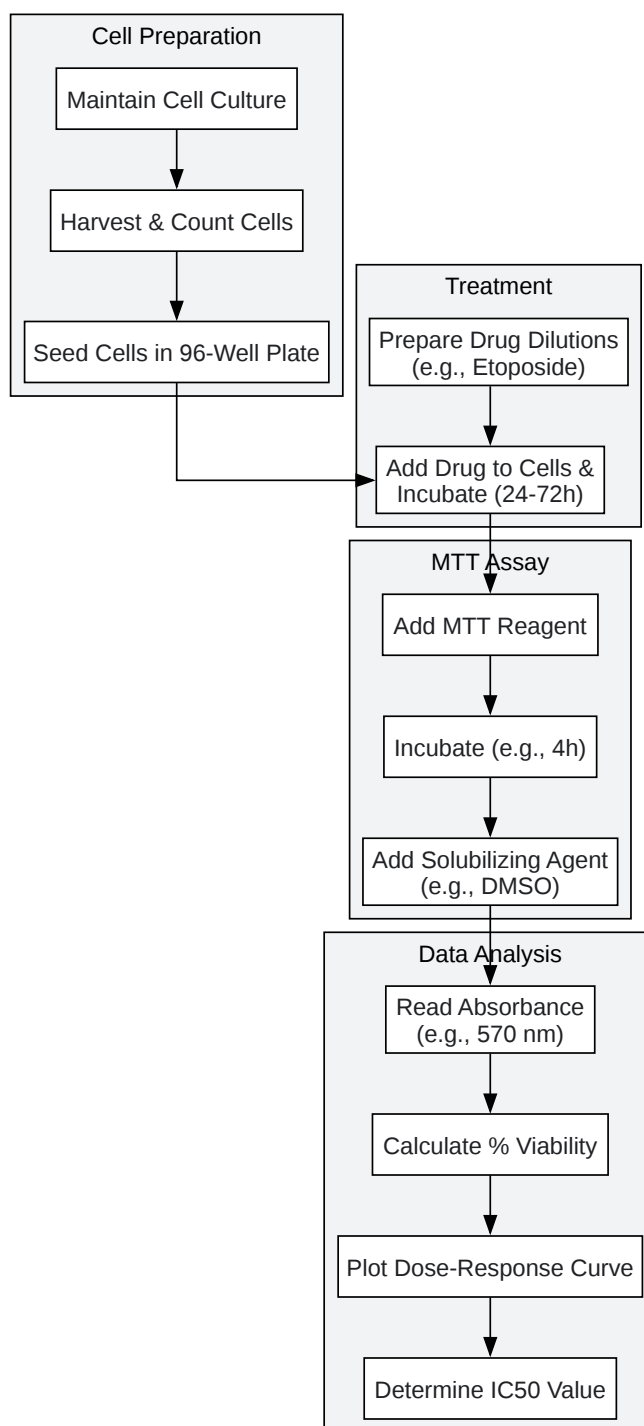 Cell Preparation
Maintain Cell Culture
Harvest & Count Cells
Seed Cells in 96-Well Plate
Treatment
Prepare Drug Dilutions
(e.g., Etoposide)
Add Drug to Cells &
Incubate (24-72h)
MTT Assay
Add MTT Reagent
Incubate (e.g., 4h)
Add Solubilizing Agent
(e.g., DMSO)
Data Analysis
Read Absorbance
(e.g., 570 nm)
Calculate % Viability
Plot Dose-Response Curve
Determine IC50 Value